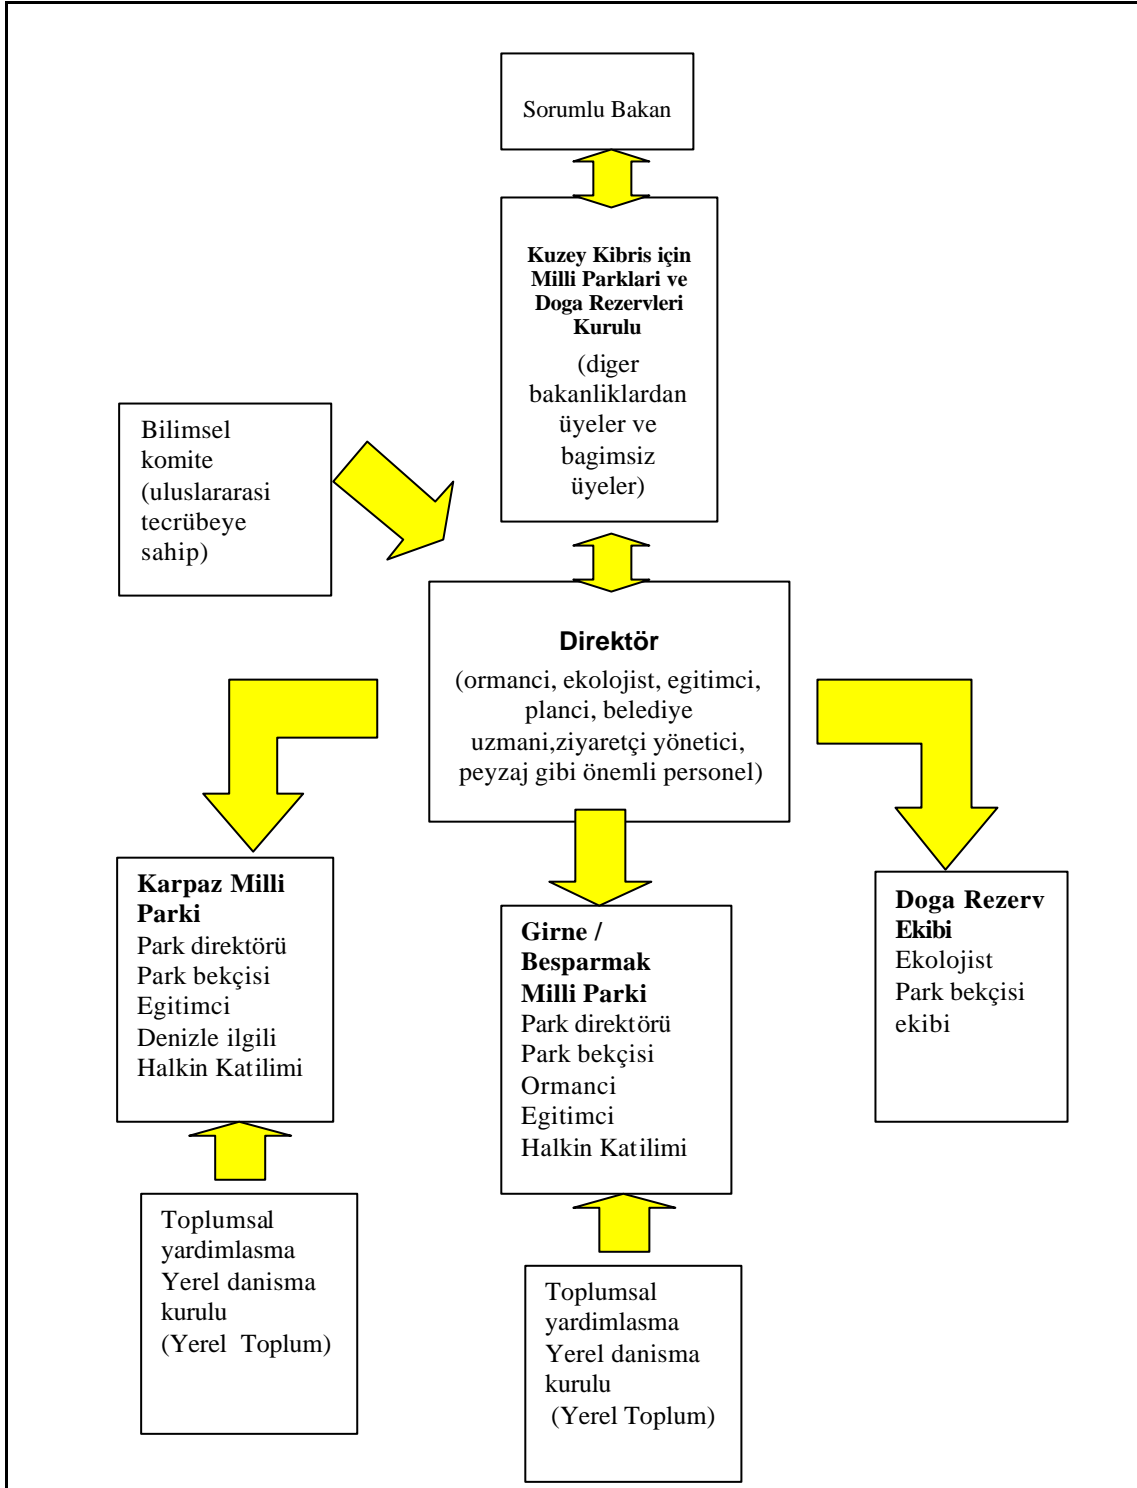 Sorumlu Bakan
Kuzey Kibris için
Milli Parklari ve
Doga Rezervleri
Kurulu
(diger
bakanliklardan
üyeler ve
bagimsiz
üyeler)
Bilimsel
komite
(uluslararasi
tecrübeye
sahip)
Direktör
(ormanci, ekolojist, egitimci,
planci, belediye
uzmani,ziyaretçi yönetici,
peyzaj gibi önemli personel)
Karpaz Milli
Parki
Park direktörü
Park bekçisi
Egitimci
Denizle ilgili
Halkin Katilimi
Girne /
Besparmak
Milli Parki
Park direktörü
Park bekçisi
Ormanci
Egitimci
Halkin Katilimi
Doga Rezerv
Ekibi
Ekolojist
Park bekçisi
ekibi
Toplumsal
yardimlasma
Yerel danisma
kurulu
(Yerel Toplum)
Toplumsal
yardimlasma
Yerel danisma
kurulu
(Yerel Toplum)